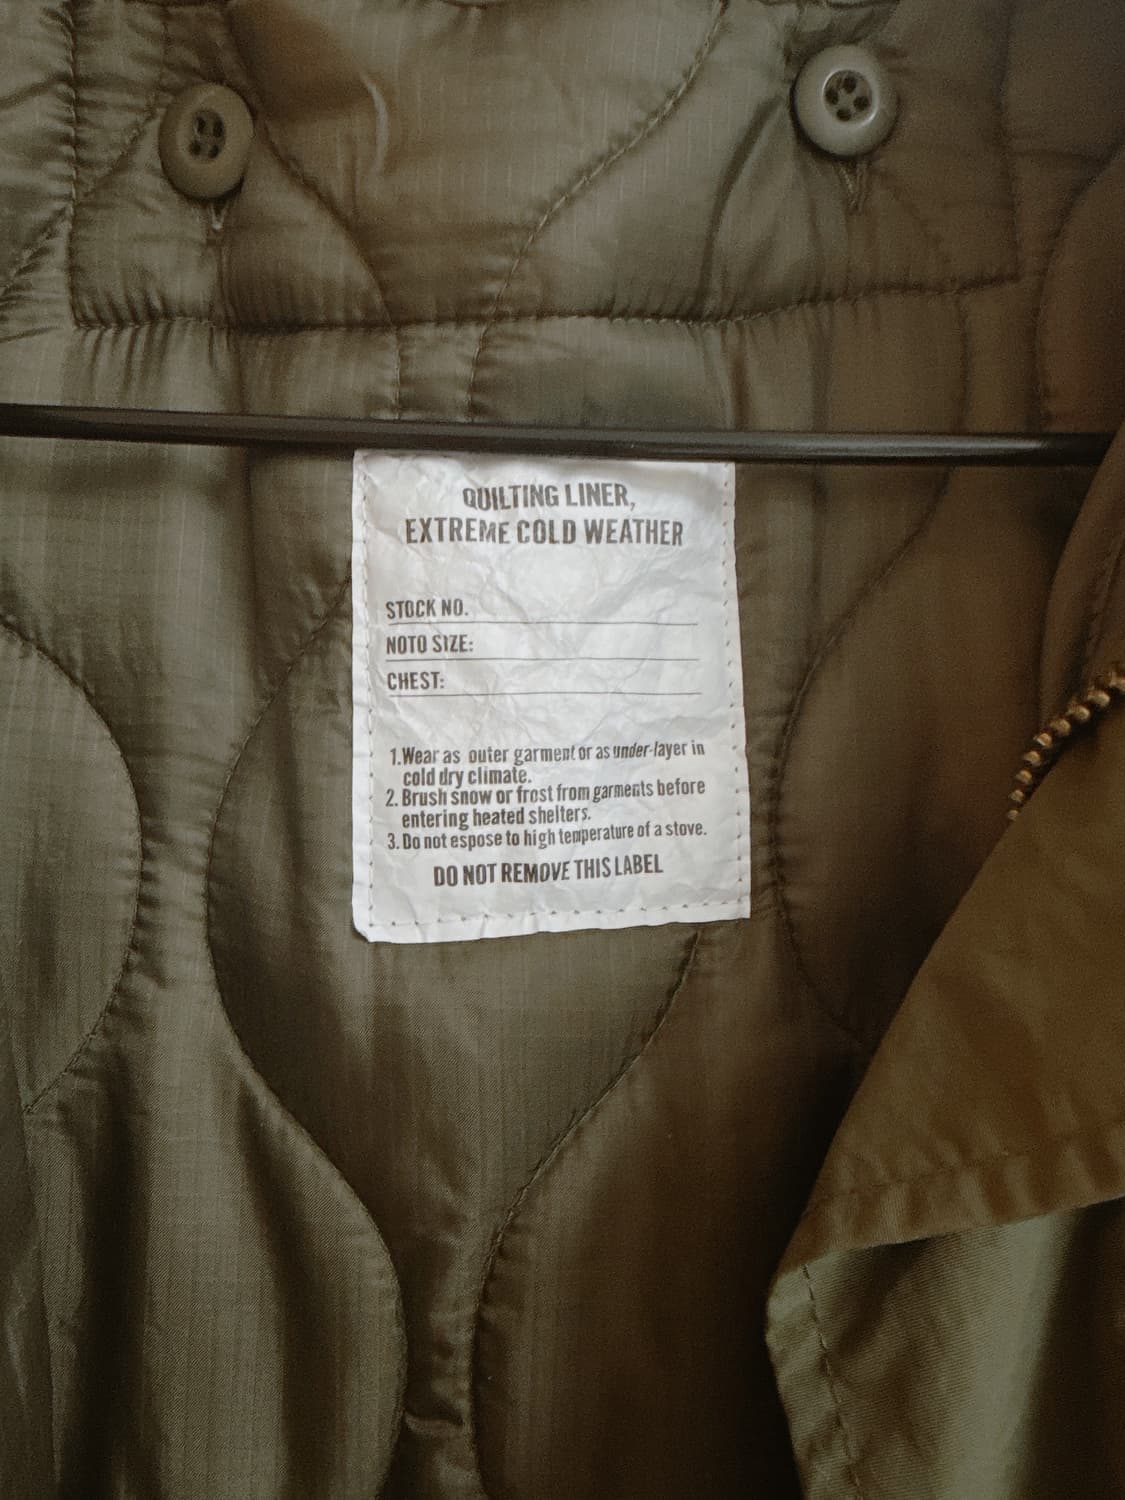 QUILTING LINER,
EXTREME COLD WEATHER
STOCK NO.
NOTO SIZE:
CHEST:
1.Wear as outer garment or as under-layer in
cold dry climate.
2. Brush snow or frost from garments before
entering heated shelters.
3. Do not espose to high temperature of a stove.
DO NOT REMOVE THIS LABEL